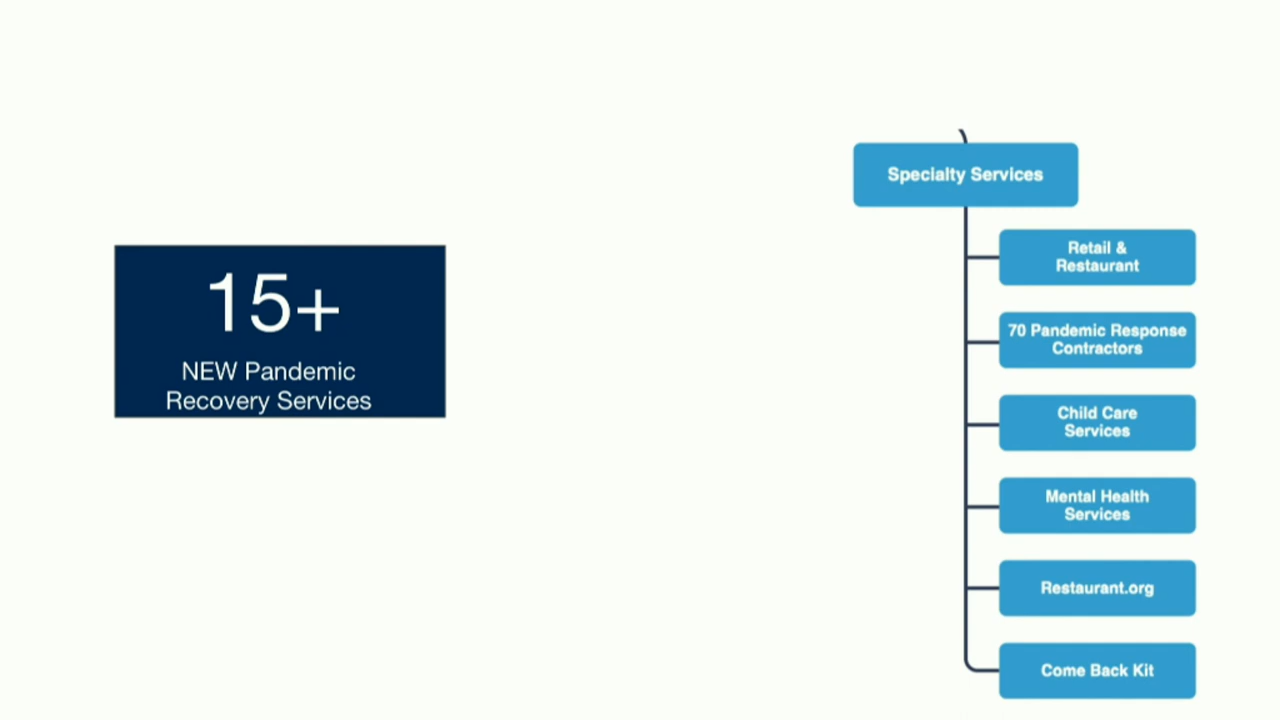 15+
NEW Pandemic
Recovery Services
Specialty Services
Retail &
Restaurant
70 Pandemic Response
Contractors
Child Care
Services
Mental Health
Services
Restaurant.org
Come Back Kit